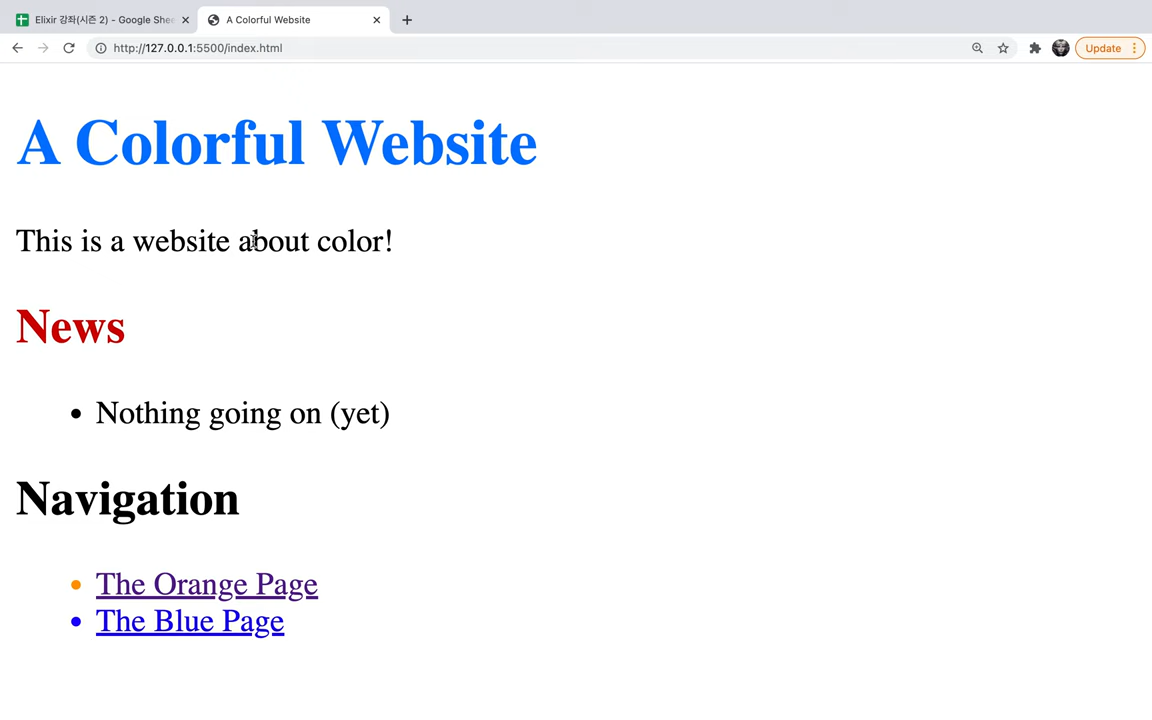 Elixir 강좌(시즌 2) - Google Shee
A Colorful Website
http://127.0.0.1:5500/index.html
Update
A Colorful Website
This is a website about color!
News
• Nothing going on (yet)
Navigation
• The Orange Page
• The Blue Page